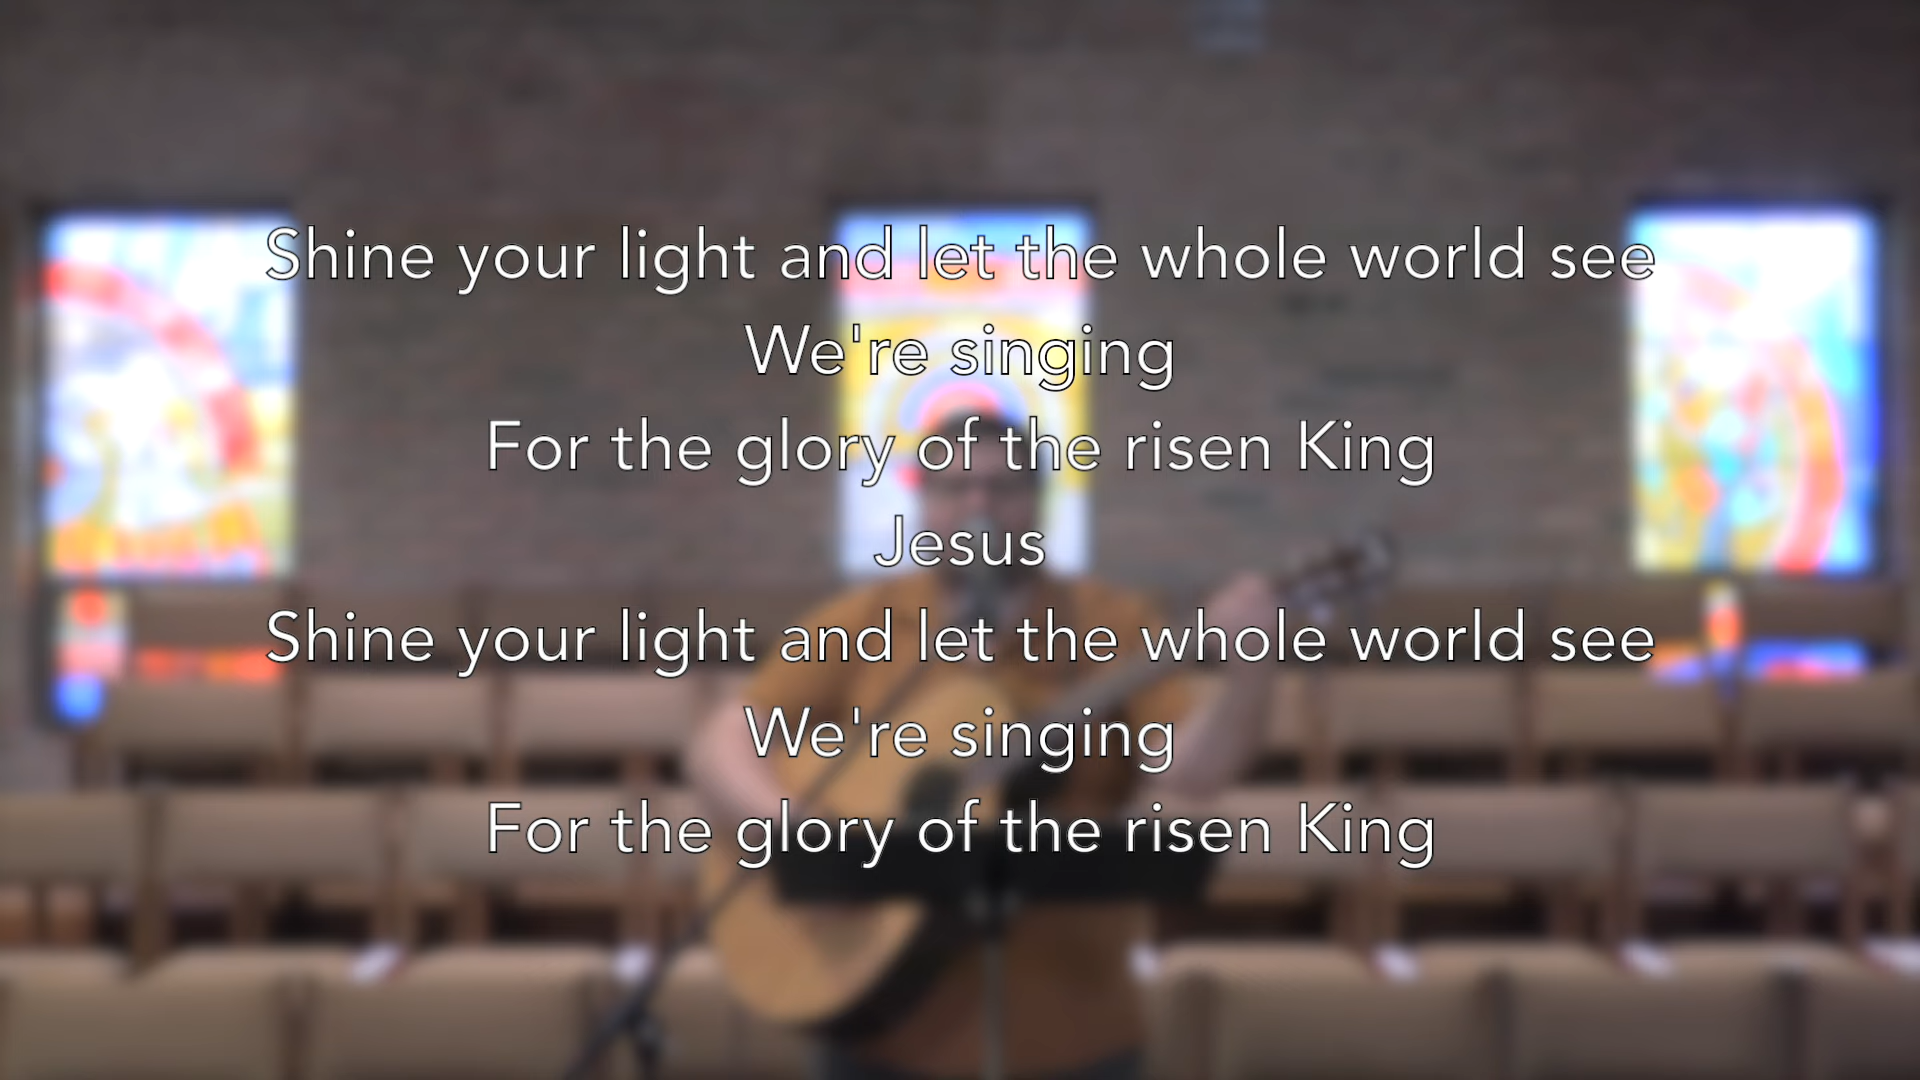 Shine your light and let the whole world see
We're singing
For the glory of the risen King
Jesus
Shine your light and let the whole world see
We're singing
For the glory of the risen King